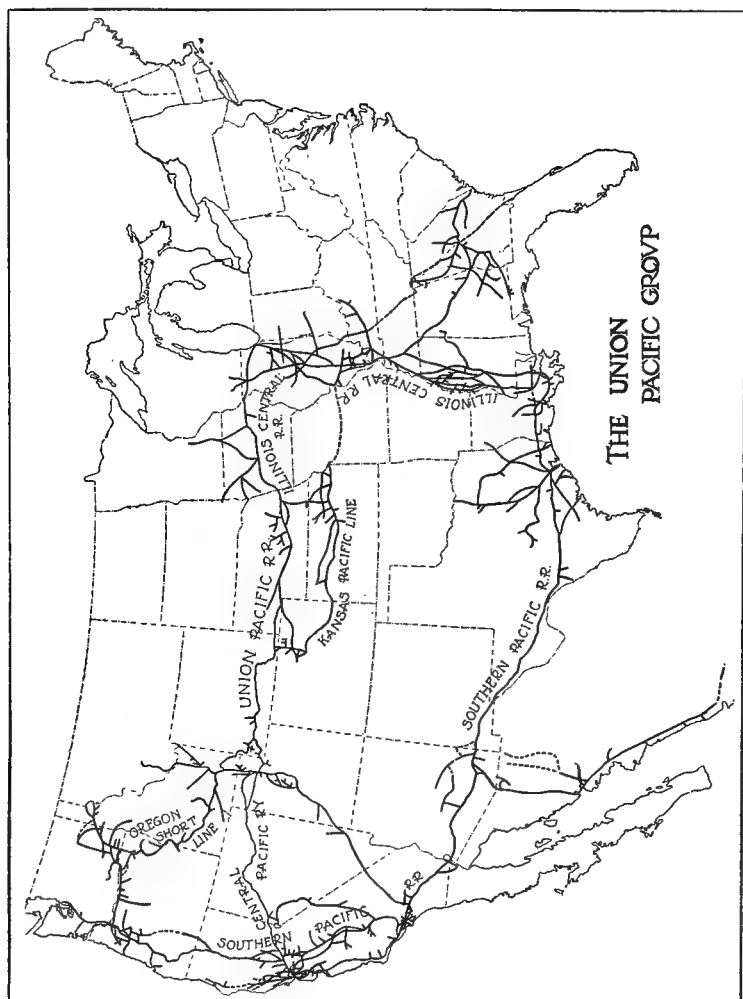 THE UNION
PACIFIC GROVP
OREGON
SHORT
LINE
UNION PACIFIC R.R.
CENTRAL
PACIFIC RY
SOUTHERN
PACIFIC
R.R.
KANSAS PACIFIC LINE
ILLINOIS CENTRAL
R.R.
ILLINOIS CENTRAL R.R.
SOUTHERN PACIFIC R.R.